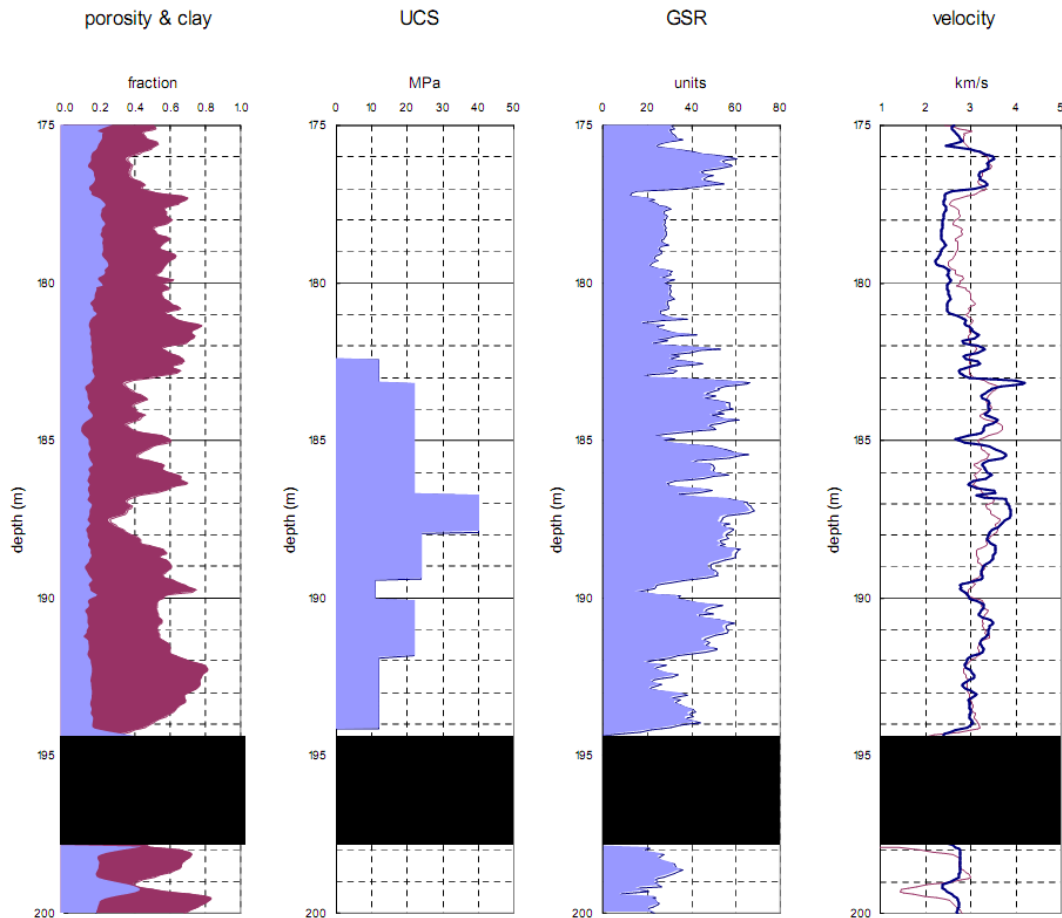 porosity & clay UCS GSR velocity
fraction MPa units km/s
0.0 0.2 0.4 0.6 0.8 1.0 0 10 20 30 40 50 0 20 40 60 80 1 2 3 4 5
175 175 175 175
180 180 180 180
185 185 185 185
depth (m) depth (m) depth (m) depth (m)
190 190 190 190
195 195 195 195
200 200 200 200